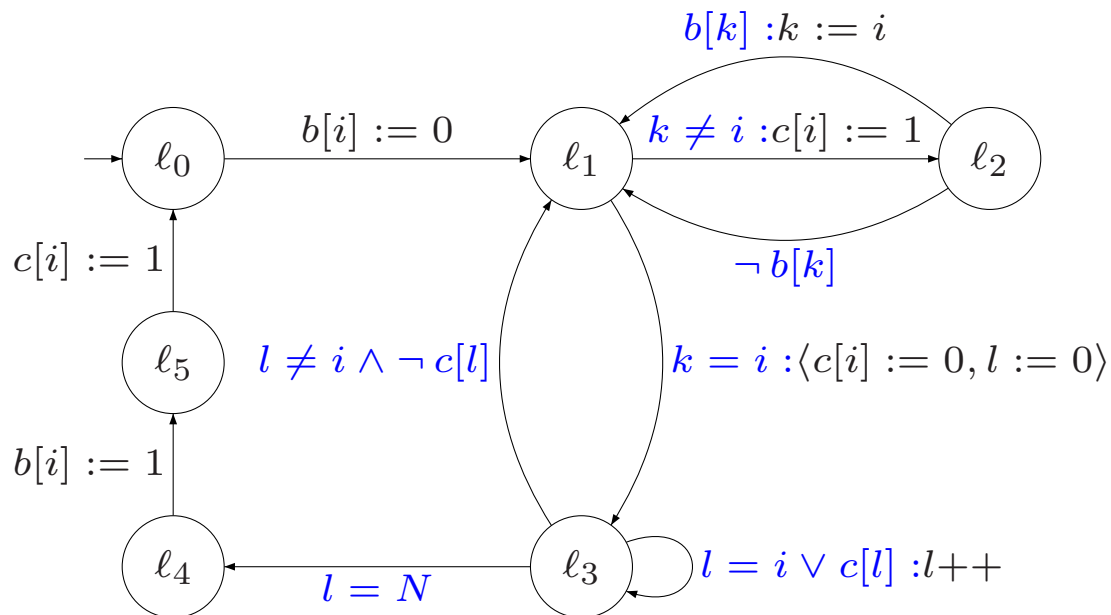 b[k] :k := i
ℓ0
b[i] := 0
ℓ1
k ≠ i :c[i] := 1
ℓ2
c[i] := 1
¬ b[k]
ℓ5
l ≠ i ∧ ¬ c[l]
k = i :⟨c[i] := 0, l := 0⟩
b[i] := 1
ℓ4
l = N
ℓ3
l = i ∨ c[l] :l++